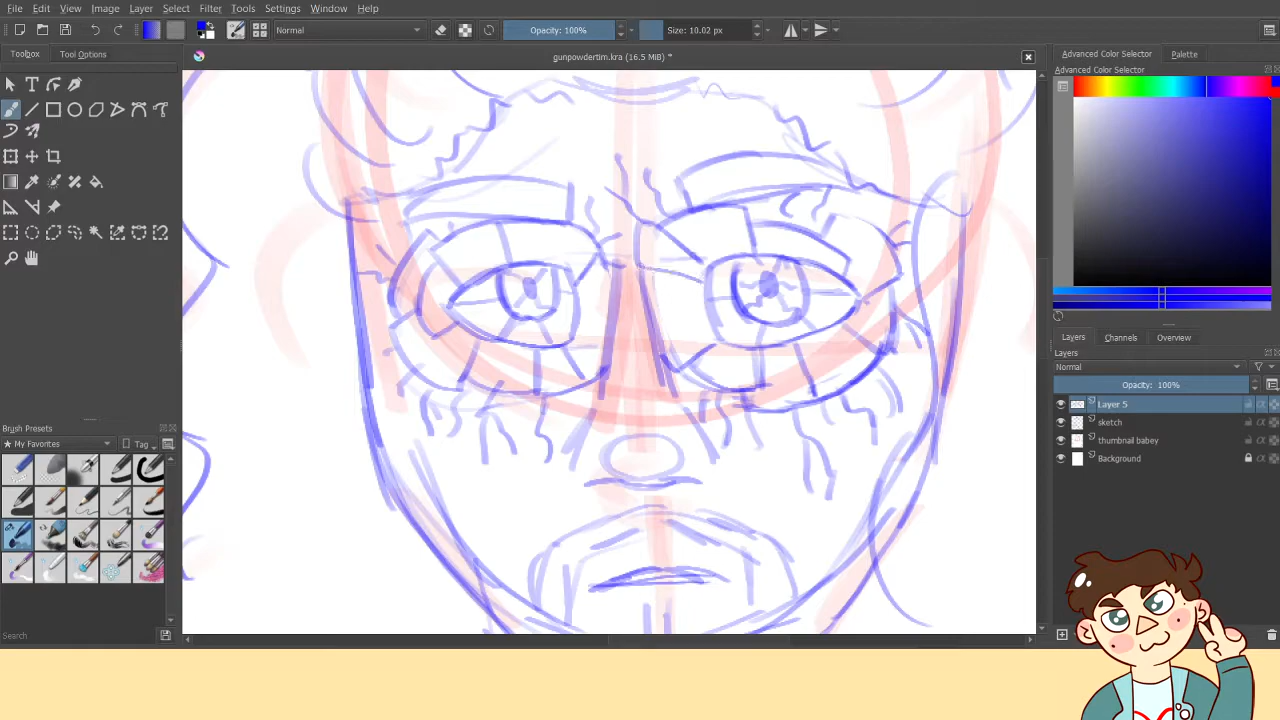 File Edit View Image Layer Select Filter Tools Settings Window Help
Normal Opacity: 100% Size: 10.02 px
Toolbox Tool Options
gunpowdertim.kra (16.5 MiB) *
Advanced Color Selector Palette
Advanced Color Selector
Layers Channels Overview
Layers
Normal
Opacity: 100%
Layer 5
sketch
thumbnail babey
Background
Brush Presets
My Favorites Tag
Search